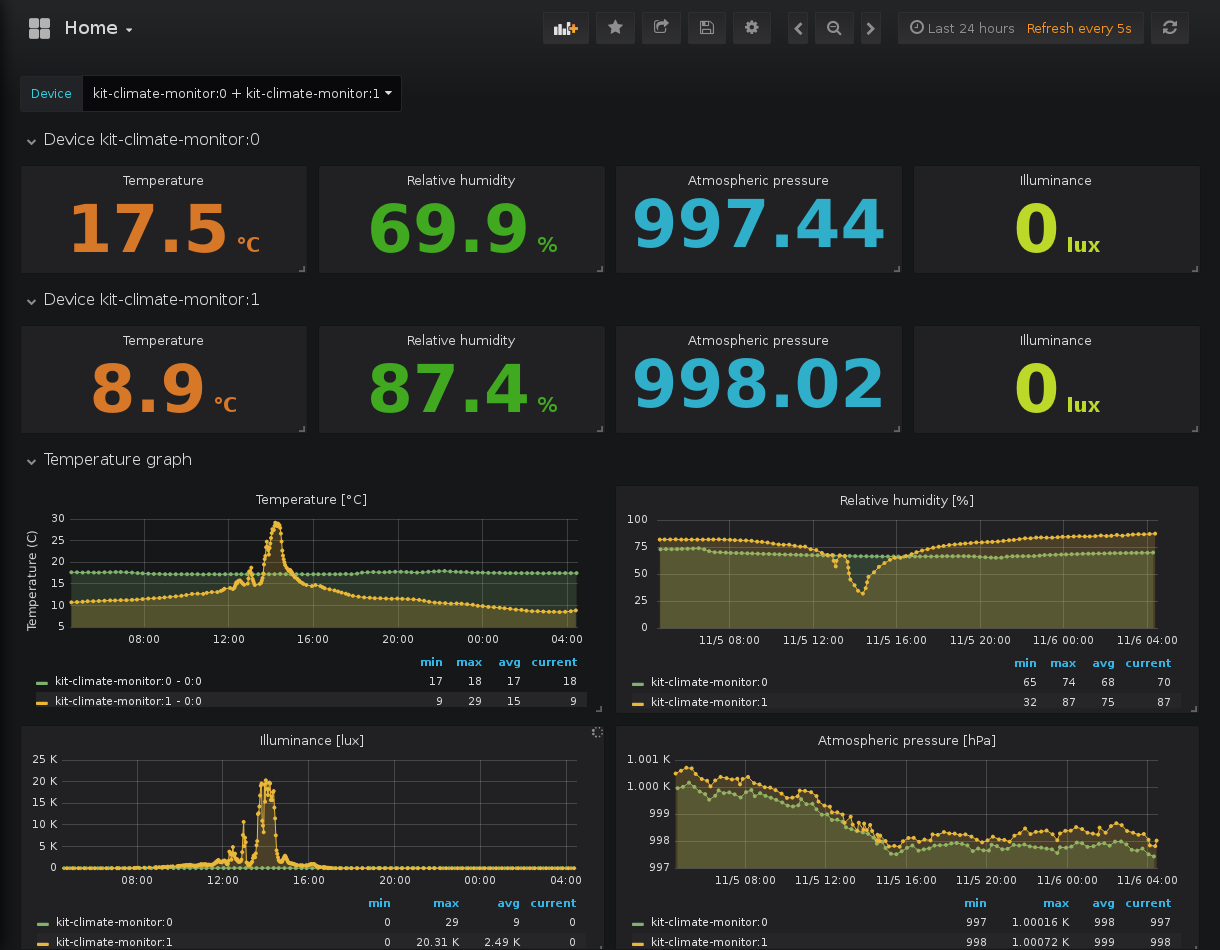 Home
Last 24 hours Refresh every 5s
Device kit-climate-monitor:0 + kit-climate-monitor:1
Device kit-climate-monitor:0
Temperature Relative humidity Atmospheric pressure Illuminance
17.5 °C 69.9 % 997.44 0 lux
Device kit-climate-monitor:1
Temperature Relative humidity Atmospheric pressure Illuminance
8.9 °C 87.4 % 998.02 0 lux
Temperature graph
Temperature [°C]
Temperature (C)
30
25
20
15
10
5
08:00 12:00 16:00 20:00 00:00 04:00
min max avg current
kit-climate-monitor:0 - 0:0 17 18 17 18
kit-climate-monitor:1 - 0:0 9 29 15 9
Relative humidity [%]
100
75
50
25
0
11/5 08:00 11/5 12:00 11/5 16:00 11/5 20:00 11/6 00:00 11/6 04:00
min max avg current
kit-climate-monitor:0 65 74 68 70
kit-climate-monitor:1 32 87 75 87
Illuminance [lux]
25 K
20 K
15 K
10 K
5 K
0
08:00 12:00 16:00 20:00 00:00 04:00
min max avg current
kit-climate-monitor:0 0 29 9 0
kit-climate-monitor:1 0 20.31 K 2.49 K 0
Atmospheric pressure [hPa]
1.001 K
1.000 K
999
998
997
11/5 08:00 11/5 12:00 11/5 16:00 11/5 20:00 11/6 00:00 11/6 04:00
min max avg current
kit-climate-monitor:0 997 1.00016 K 998 997
kit-climate-monitor:1 998 1.00072 K 999 998